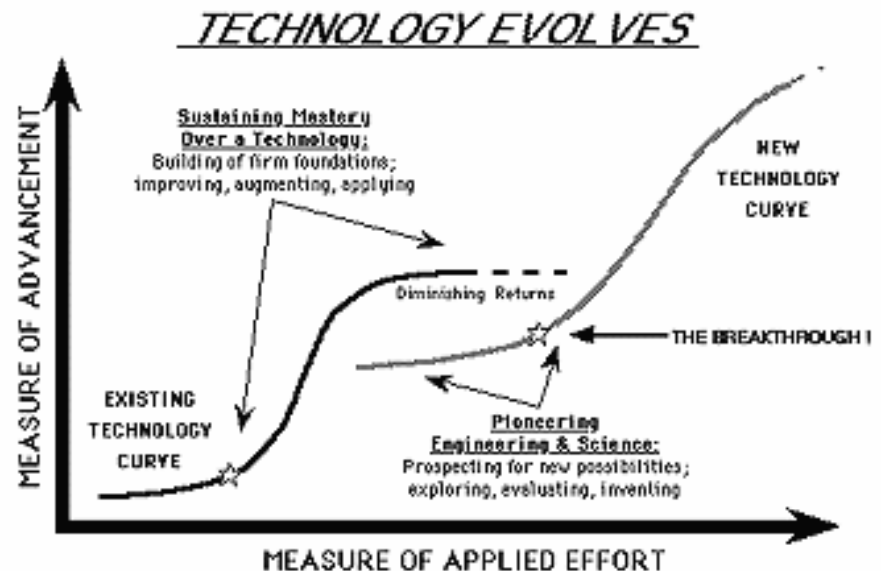 TECHNOLOGY EVOLVES
MEASURE OF ADVANCEMENT
Sustaining Mastery
Over a Technology:
Building of firm foundations;
improving, augmenting, applying
NEW
TECHNOLOGY
CURVE
Diminishing Returns
THE BREAKTHROUGH !
EXISTING
TECHNOLOGY
CURVE
Pioneering
Engineering & Science:
Prospecting for new possibilities;
exploring, evaluating, inventing
MEASURE OF APPLIED EFFORT